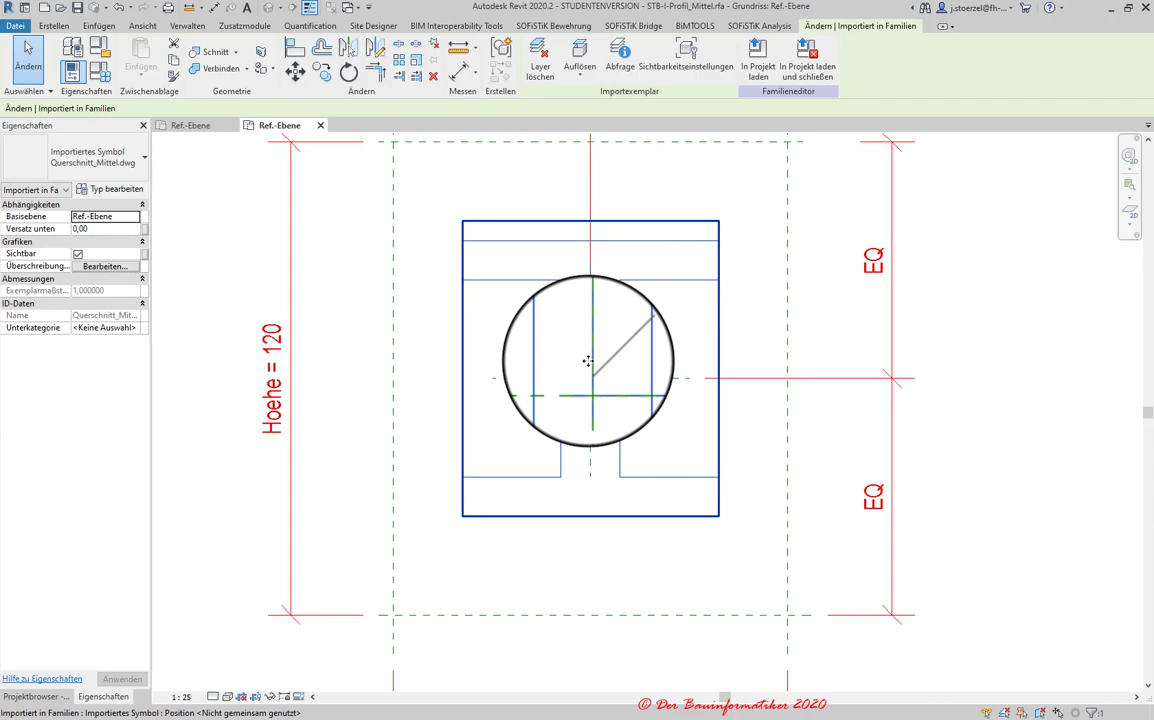 Autodesk Revit 2020.2 - STUDENTENVERSION - STB-I-Profil_Mittel.rfa - Grundriss: Ref.-Ebene
j.stoerzel@fh-...
Datei Erstellen Einfügen Ansicht Verwalten Zusatzmodule Quantification Site Designer BIM Interoperability Tools SOFiSTiK Bewehrung SOFiSTiK Bridge BiMTOOLS SOFiSTiK Analysis Ändern | Importiert in Familien
Ändern
Einfügen
Schnitt
Verbinden
Layer löschen
Auflösen
Abfrage
Sichtbarkeitseinstellungen
In Projekt laden
In Projekt laden und schließen
Auswählen Eigenschaften Zwischenablage Geometrie Ändern Messen Erstellen Importexemplar Familieneditor
Ändern | Importiert in Familien
Eigenschaften
Ref.-Ebene
Ref.-Ebene
Importiertes Symbol
Querschnitt_Mittel.dwg
Importiert in Fa
Typ bearbeiten
Abhängigkeiten
Basisebene Ref.-Ebene
Versatz unten 0,00
Grafiken
Sichtbar
Überschreibung... Bearbeiten...
Abmessungen
Exemplarmaßst... 1,000000
ID-Daten
Name Querschnitt_Mit...
Unterkategorie <Keine Auswahl>
Hoehe = 120
EQ
EQ
Hilfe zu Eigenschaften
Anwenden
Projektbrowser -...
Eigenschaften
1 : 25
© Der Bauinformatiker 2020
Importiert in Familien : Importiertes Symbol : Position <Nicht gemeinsam genutzt>
:1